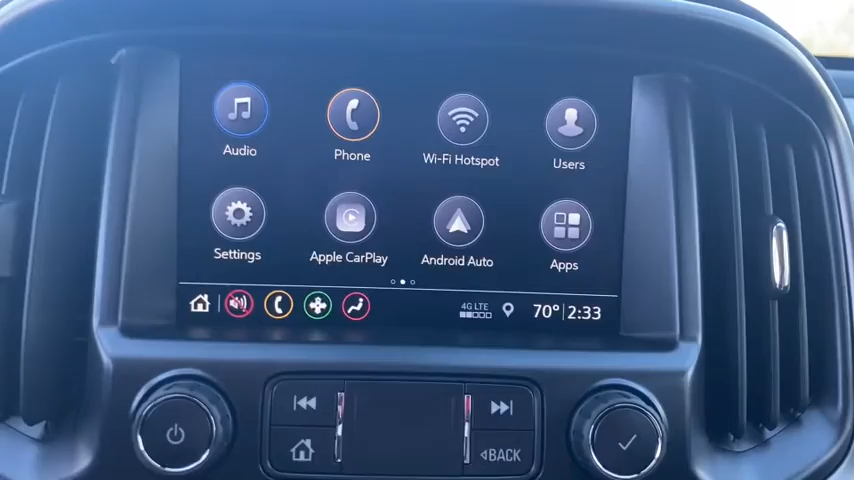 Audio Phone Wi-Fi Hotspot Users
Settings Apple CarPlay Android Auto Apps
4G LTE
70° 2:33
BACK